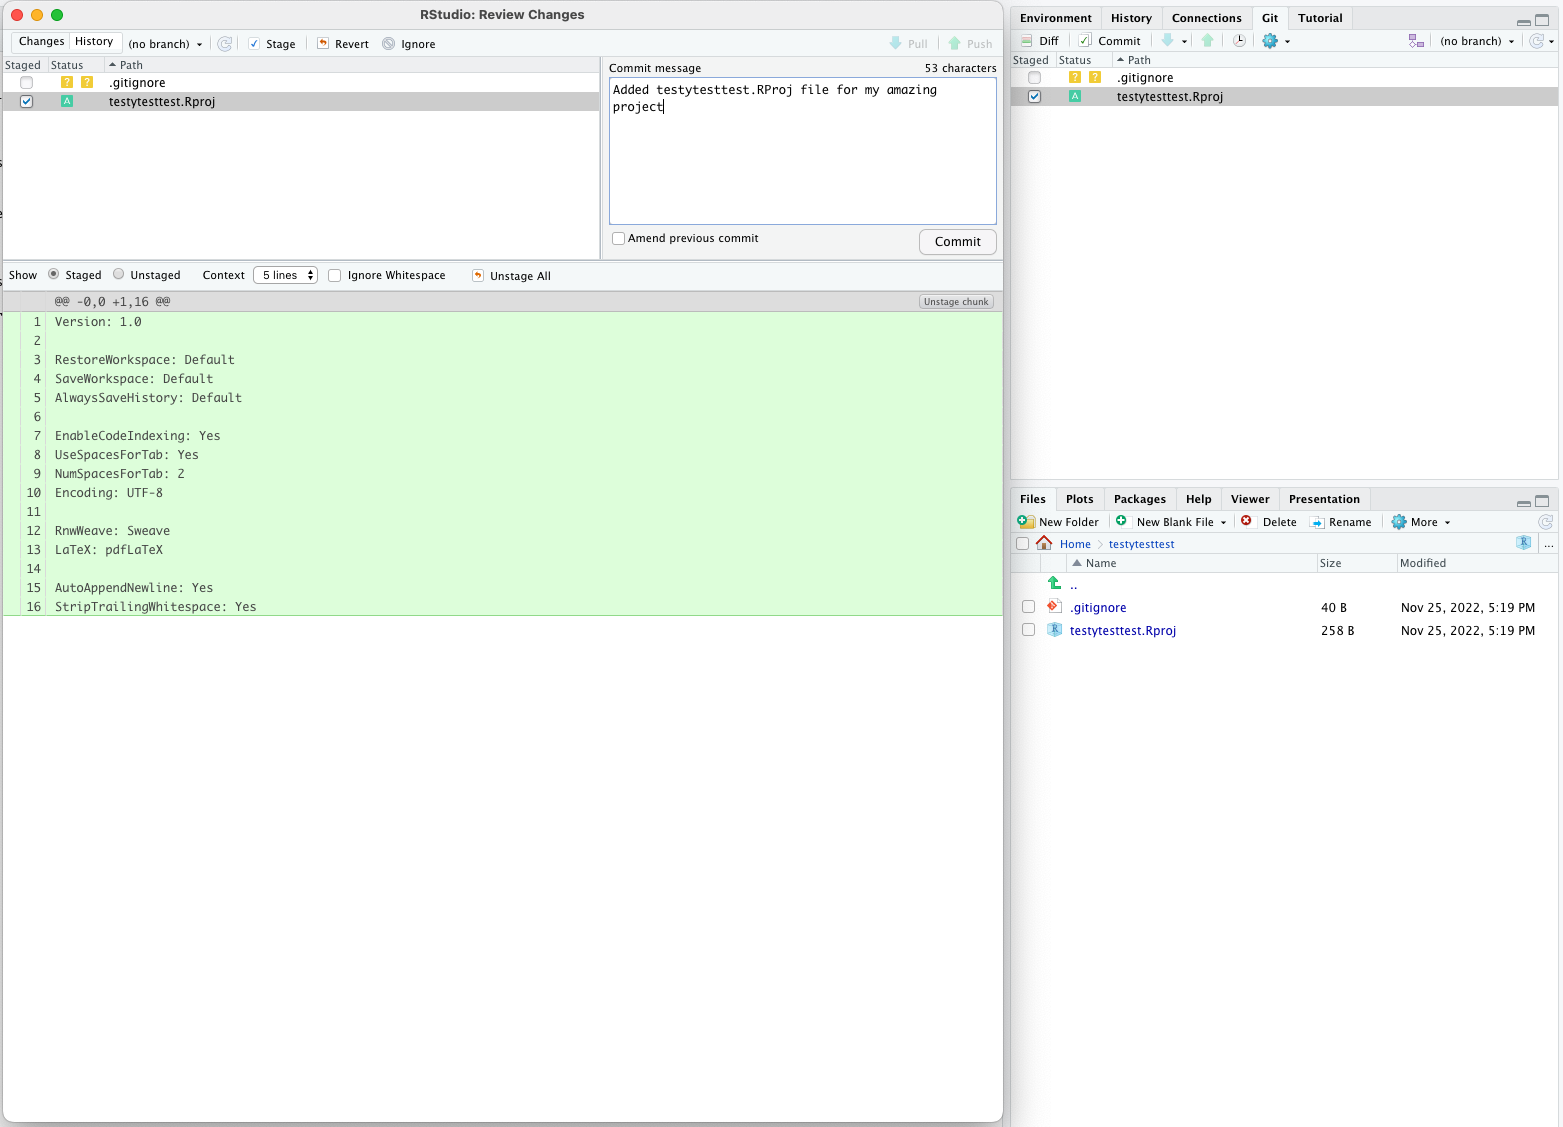 RStudio: Review Changes
Changes History (no branch) Stage Revert Ignore Pull Push
Staged Status Path
? ? .gitignore
A testytesttest.Rproj
Commit message 53 characters
Added testytesttest.RProj file for my amazing
project
Amend previous commit Commit
Show Staged Unstaged Context 5 lines Ignore Whitespace Unstage All
@@ -0,0 +1,16 @@ Unstage chunk
1 Version: 1.0
2
3 RestoreWorkspace: Default
4 SaveWorkspace: Default
5 AlwaysSaveHistory: Default
6
7 EnableCodeIndexing: Yes
8 UseSpacesForTab: Yes
9 NumSpacesForTab: 2
10 Encoding: UTF-8
11
12 RnwWeave: Sweave
13 LaTeX: pdfLaTeX
14
15 AutoAppendNewline: Yes
16 StripTrailingWhitespace: Yes
Environment History Connections Git Tutorial
Diff Commit (no branch)
Staged Status Path
? ? .gitignore
A testytesttest.Rproj
Files Plots Packages Help Viewer Presentation
New Folder New Blank File Delete Rename More
Home testytesttest R ...
Name Size Modified
..
.gitignore 40 B Nov 25, 2022, 5:19 PM
R testytesttest.Rproj 258 B Nov 25, 2022, 5:19 PM